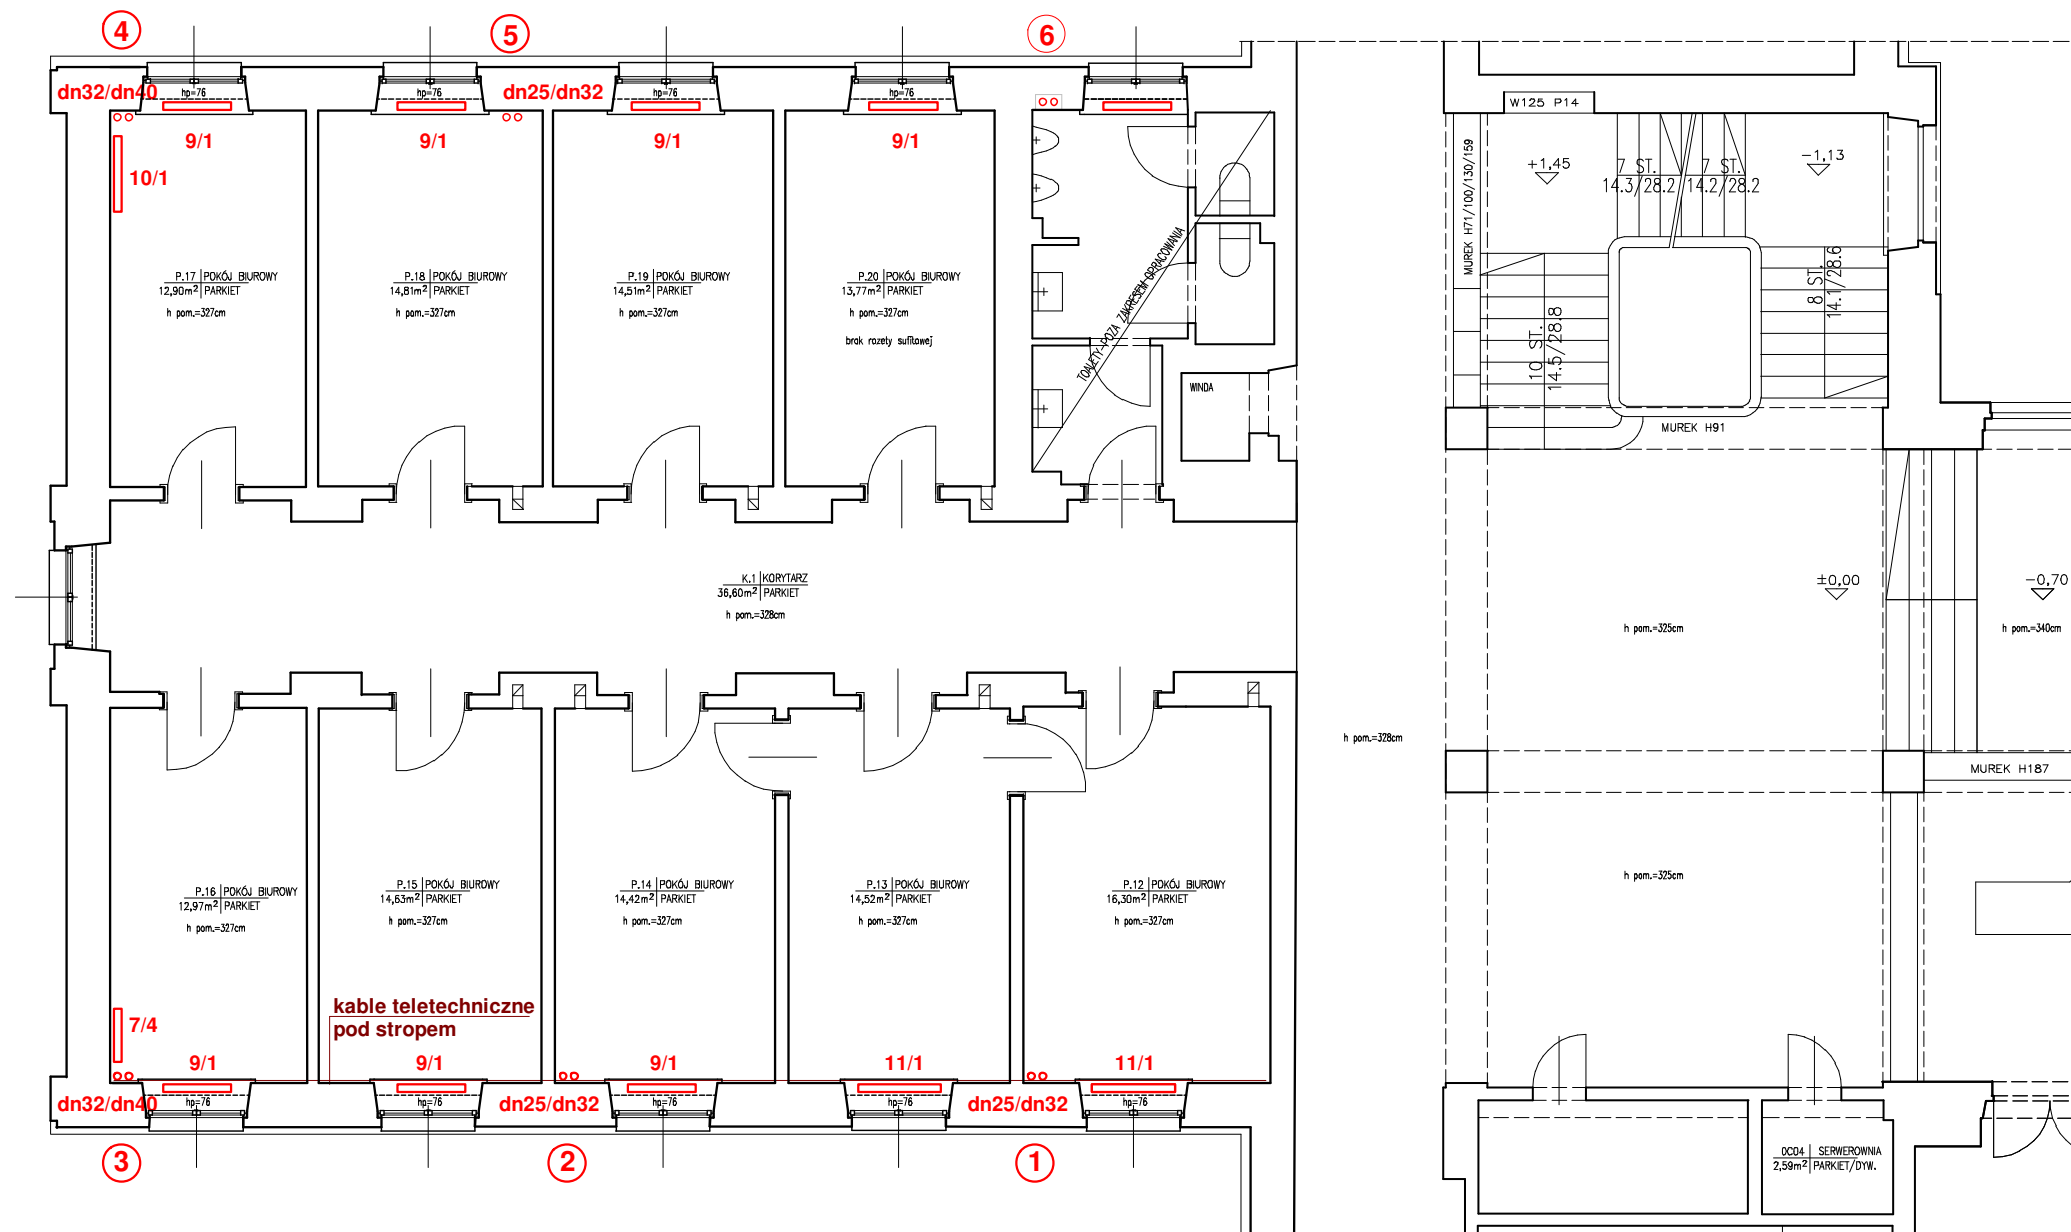 4
5
6
dn32/dn40
hp=76
hp=76
dn25/dn32
hp=76
hp=76
9/1
9/1
9/1
9/1
10/1
W125 P14
MUREK H71/100/130/159
+1,45
7 ST.
14.3/28.2
7 ST.
14.2/28.2
-1,13
P.17 POKÓJ BIUROWY
12,90m² PARKIET
h pom.=327cm
P.18 POKÓJ BIUROWY
14,81m² PARKIET
h pom.=327cm
P.19 POKÓJ BIUROWY
14,51m² PARKIET
h pom.=327cm
P.20 POKÓJ BIUROWY
13,77m² PARKIET
h pom.=327cm
brak rozety sufitowej
TOALETY-POZA ZAKRESEM OPRACOWANIA
WINDA
10 ST.
14.5/28.8
8 ST.
14.1/28.6
MUREK H91
K.1 KORYTARZ
36,60m² PARKIET
h pom.=328cm
±0,00
-0,70
h pom.=325cm
h pom.=340cm
h pom.=328cm
MUREK H187
P.16 POKÓJ BIUROWY
12,97m² PARKIET
h pom.=327cm
P.15 POKÓJ BIUROWY
14,63m² PARKIET
h pom.=327cm
P.14 POKÓJ BIUROWY
14,42m² PARKIET
h pom.=327cm
P.13 POKÓJ BIUROWY
14,52m² PARKIET
h pom.=327cm
P.12 POKÓJ BIUROWY
16,30m² PARKIET
h pom.=327cm
h pom.=325cm
kable teletechniczne
pod stropem
7/4
9/1
9/1
9/1
11/1
11/1
dn32/dn40
hp=76
hp=76
dn25/dn32
hp=76
hp=76
dn25/dn32
hp=76
3
2
1
0C04 SERWEROWNIA
2,59m² PARKIET/DYW.